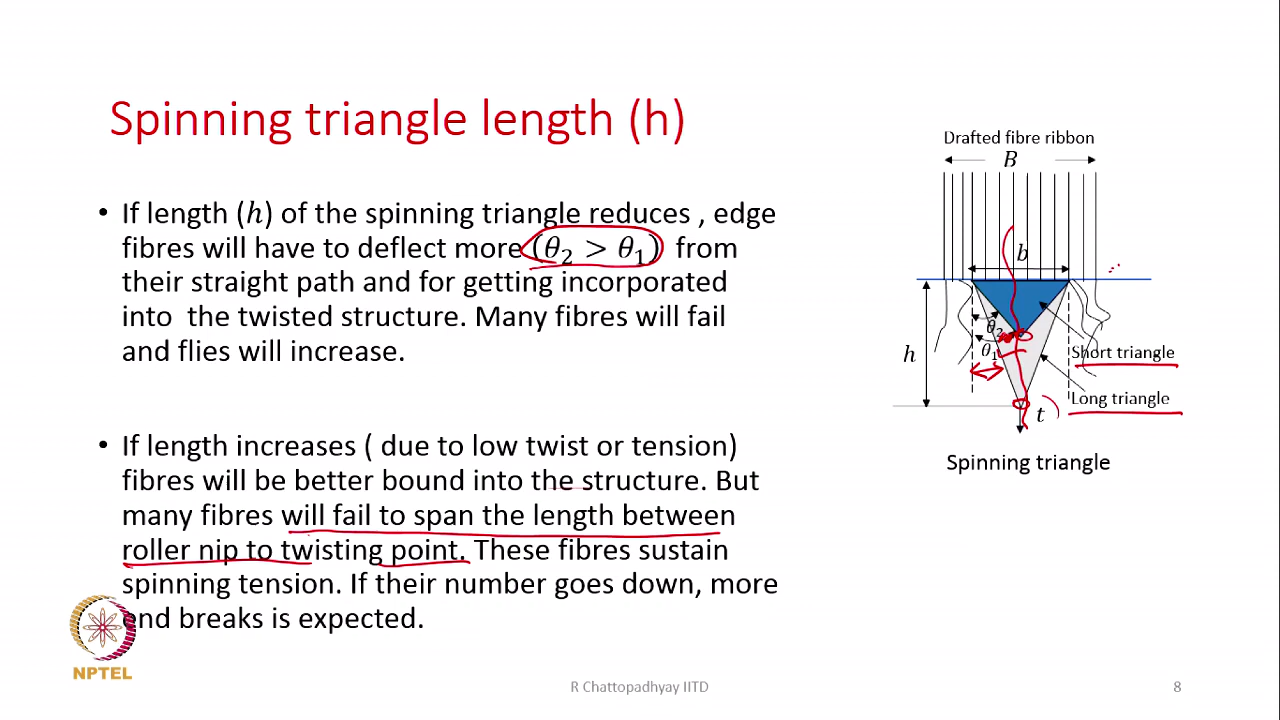 Spinning triangle length (h)
• If length (h) of the spinning triangle reduces , edge
fibres will have to deflect more (θ₂ > θ₁) from
their straight path and for getting incorporated
into the twisted structure. Many fibres will fail
and flies will increase.
• If length increases ( due to low twist or tension)
fibres will be better bound into the structure. But
many fibres will fail to span the length between
roller nip to twisting point. These fibres sustain
spinning tension. If their number goes down, more
end breaks is expected.
Drafted fibre ribbon
B
b
θ₂
θ₁
h
Short triangle
Long triangle
t
Spinning triangle
NPTEL
R Chattopadhyay IITD
8